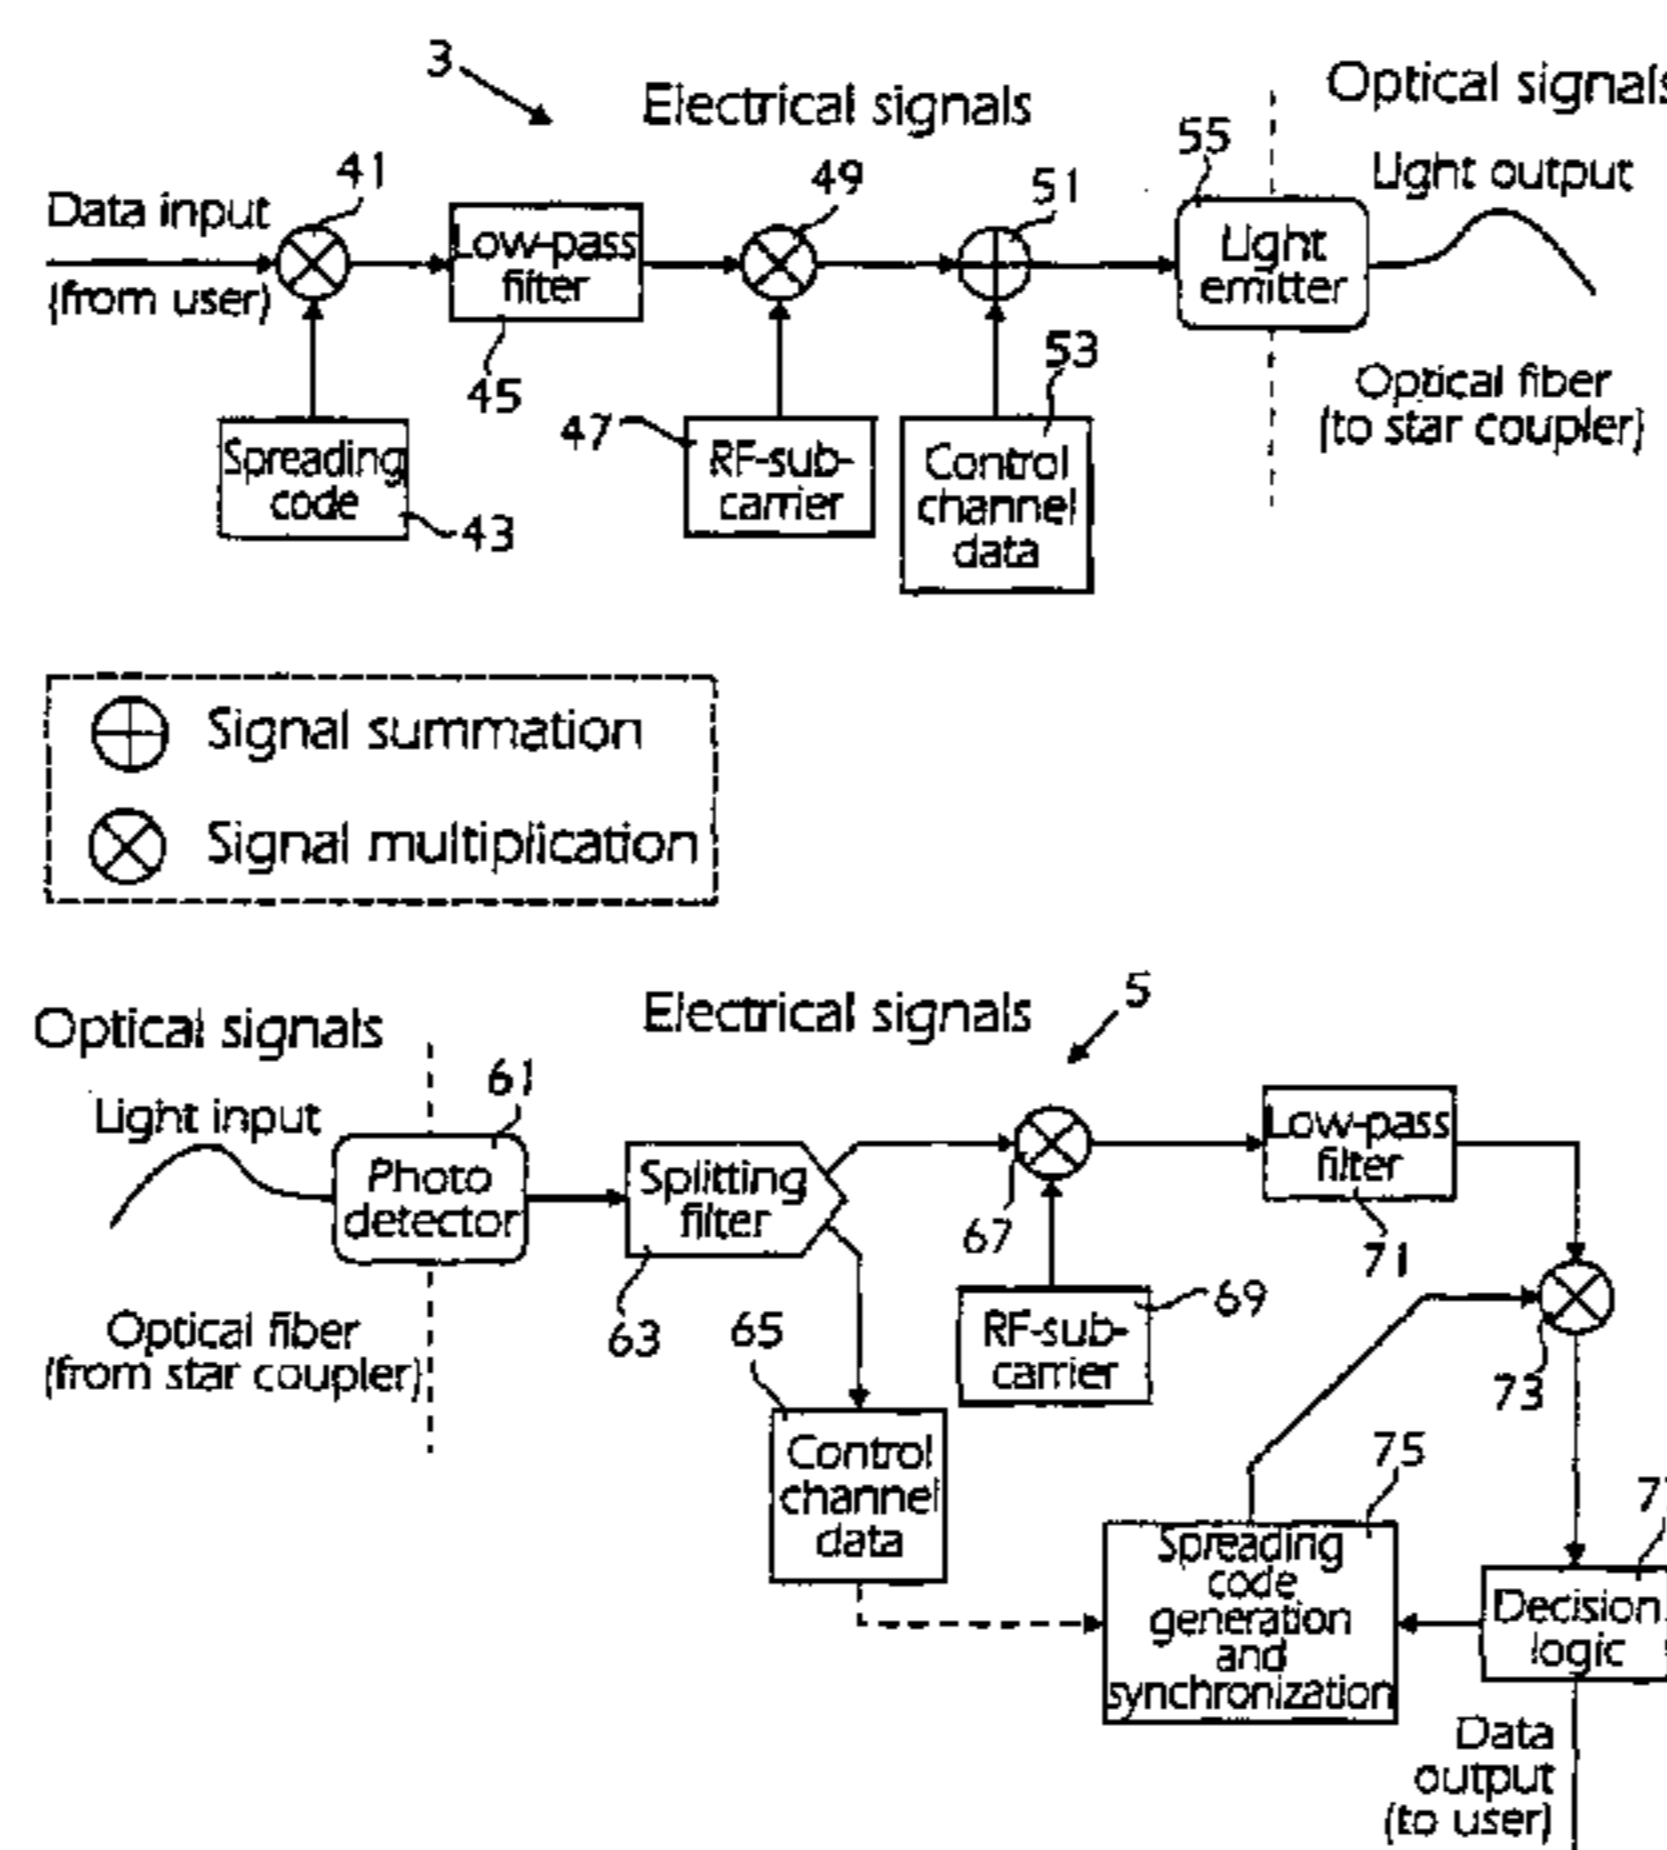 3
Electrical signals
Optical signals
41
49
51
55
Data input
(from user)
Low-pass
filter
Light
emitter
Light output
45
47
53
Spreading
code
43
RF-sub-
carrier
Control
channel
data
Optical fiber
(to star coupler)
Signal summation
Signal multiplication
Optical signals
Electrical signals
5
Light input
61
Photo
detector
Splitting
filter
63
67
Low-pass
filter
71
Optical fiber
(from star coupler)
65
RF-sub-
carrier
69
73
Control
channel
data
75
Spreading
code
generation
and
synchronization
Decision
logic
Data
output
(to user)